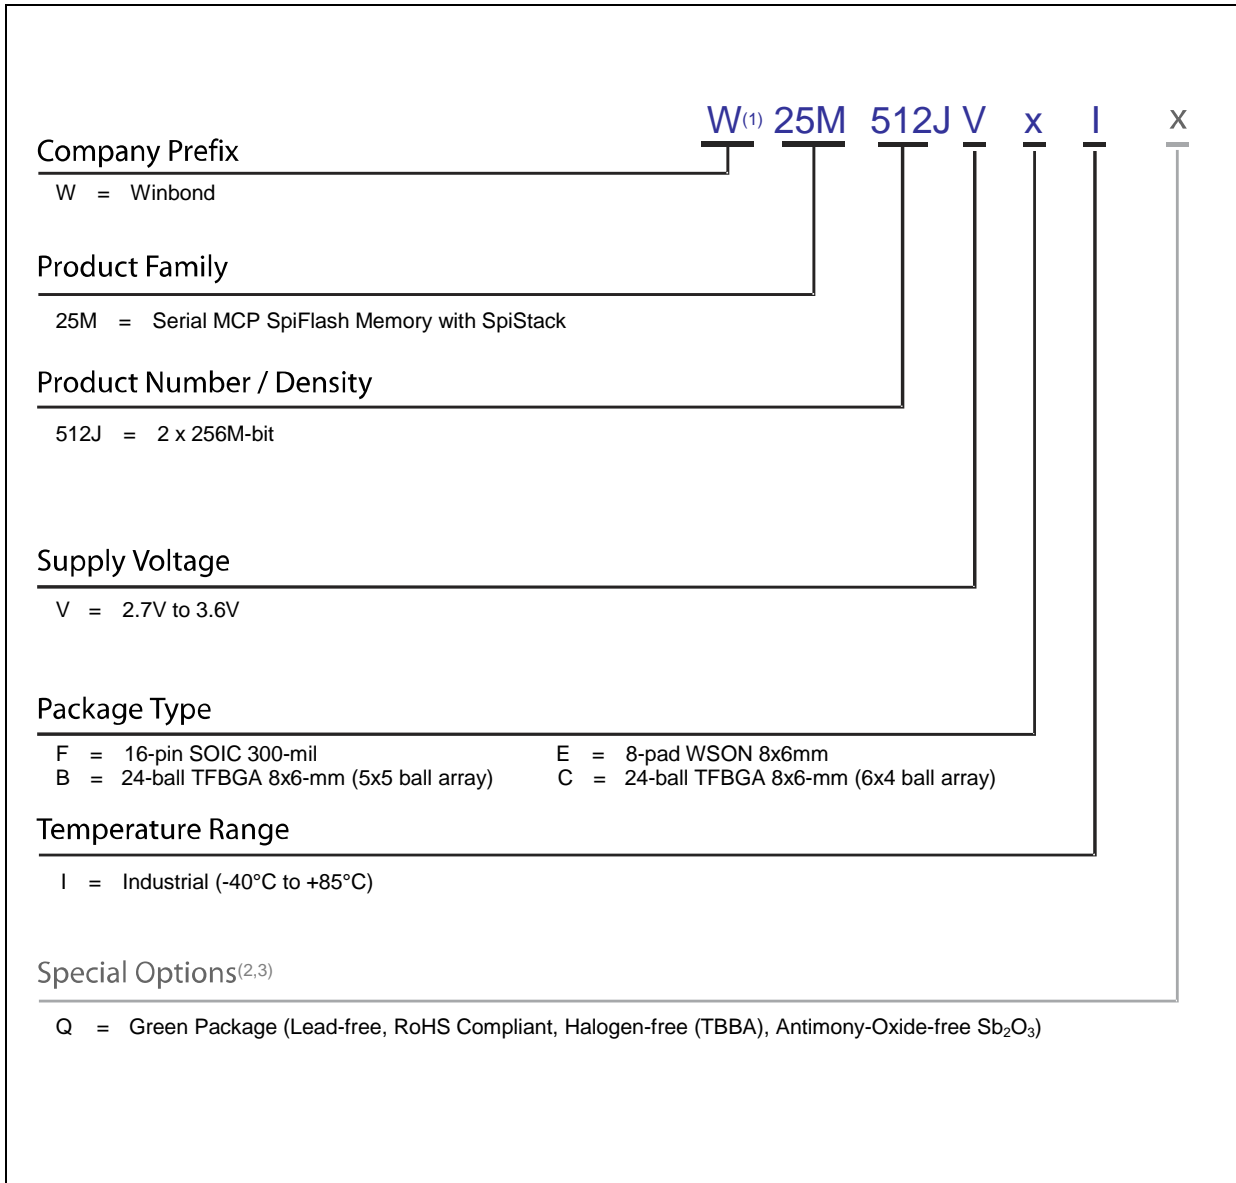 W(1) 25M 512J V x I x
Company Prefix
W = Winbond
Product Family
25M = Serial MCP SpiFlash Memory with SpiStack
Product Number / Density
512J = 2 x 256M-bit
Supply Voltage
V = 2.7V to 3.6V
Package Type
F = 16-pin SOIC 300-mil E = 8-pad WSON 8x6mm
B = 24-ball TFBGA 8x6-mm (5x5 ball array) C = 24-ball TFBGA 8x6-mm (6x4 ball array)
Temperature Range
I = Industrial (-40°C to +85°C)
Special Options(2,3)
Q = Green Package (Lead-free, RoHS Compliant, Halogen-free (TBBA), Antimony-Oxide-free Sb₂O₃)